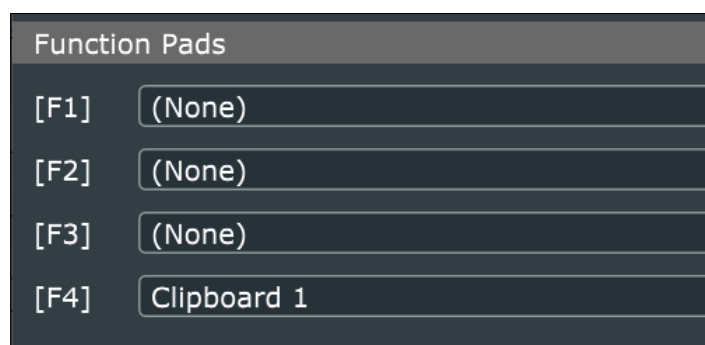 Function Pads
[F1] (None)
[F2] (None)
[F3] (None)
[F4] Clipboard 1